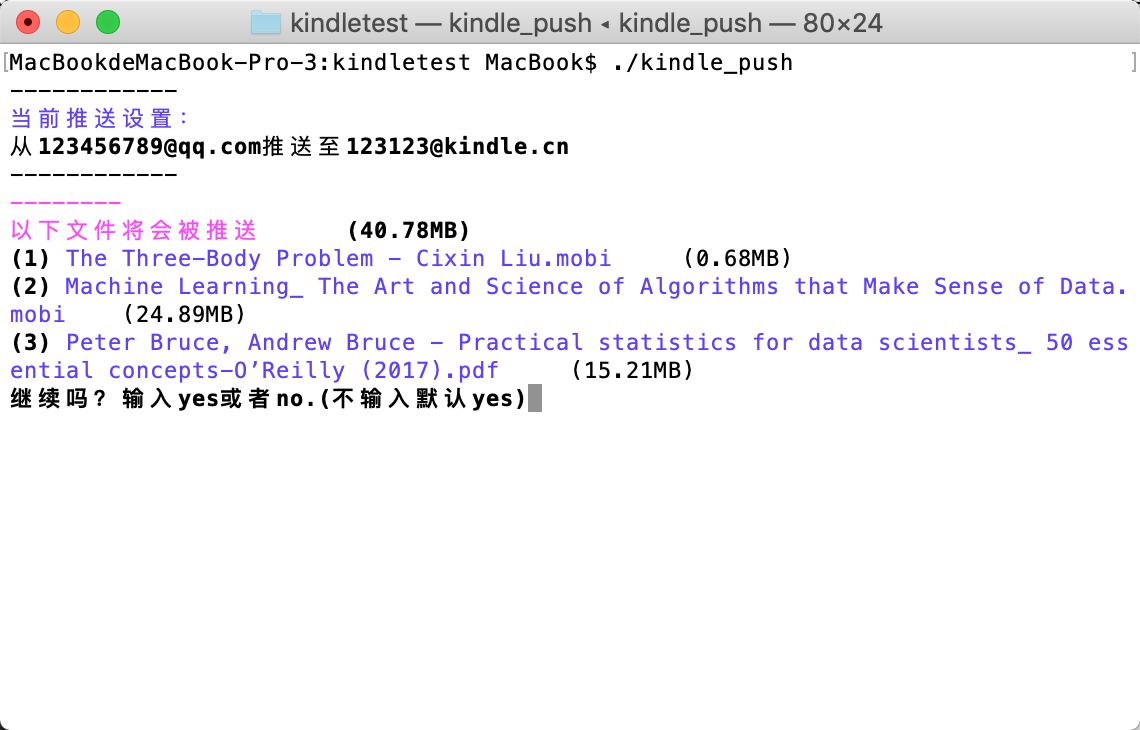 kindletest — kindle_push ◂ kindle_push — 80×24
[MacBookdeMacBook-Pro-3:kindletest MacBook$ ./kindle_push ]
------------
当前推送设置：
从123456789@qq.com推送至123123@kindle.cn
------------
--------
以下文件将会被推送 (40.78MB)
(1) The Three-Body Problem - Cixin Liu.mobi (0.68MB)
(2) Machine Learning_ The Art and Science of Algorithms that Make Sense of Data.
mobi (24.89MB)
(3) Peter Bruce, Andrew Bruce - Practical statistics for data scientists_ 50 ess
ential concepts-O’Reilly (2017).pdf (15.21MB)
继续吗？输入yes或者no.(不输入默认yes)